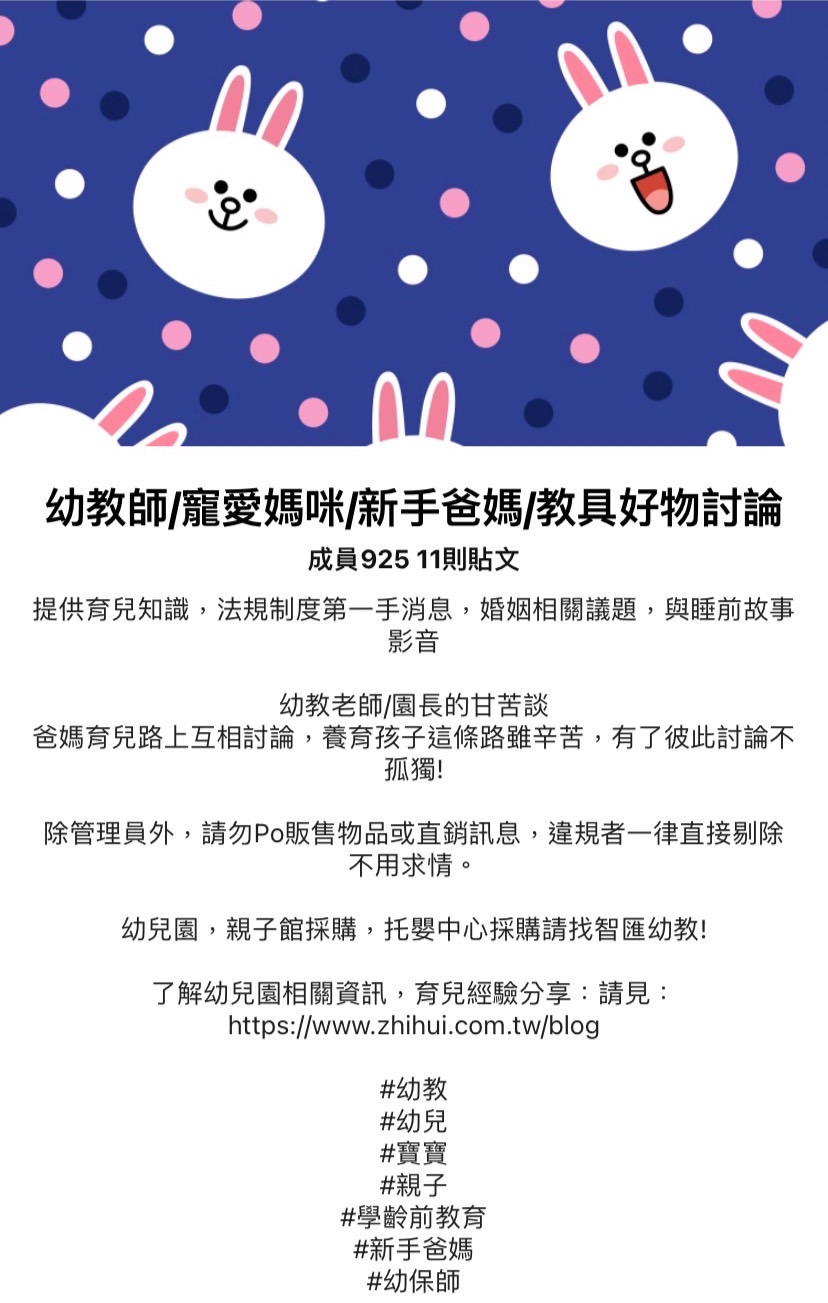 幼教師/寵愛媽咪/新手爸媽/教具好物討論
成員925 11則貼文
提供育兒知識，法規制度第一手消息，婚姻相關議題，與睡前故事
影音
幼教老師/園長的甘苦談
爸媽育兒路上互相討論，養育孩子這條路雖辛苦，有了彼此討論不
孤獨!
除管理員外，請勿Po販售物品或直銷訊息，違規者一律直接剔除
不用求情。
幼兒園，親子館採購，托嬰中心採購請找智匯幼教!
了解幼兒園相關資訊，育兒經驗分享：請見：
https://www.zhihui.com.tw/blog
#幼教
#幼兒
#寶寶
#親子
#學齡前教育
#新手爸媽
#幼保師